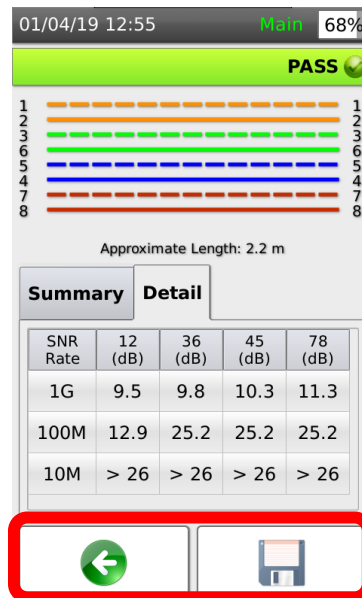 01/04/19 12:55 Main 68%
PASS
1 1
2 2
3 3
6 6
5 5
4 4
7 7
8 8
Approximate Length: 2.2 m
Summary Detail
SNR Rate 12 (dB) 36 (dB) 45 (dB) 78 (dB)
1G 9.5 9.8 10.3 11.3
100M 12.9 25.2 25.2 25.2
10M > 26 > 26 > 26 > 26